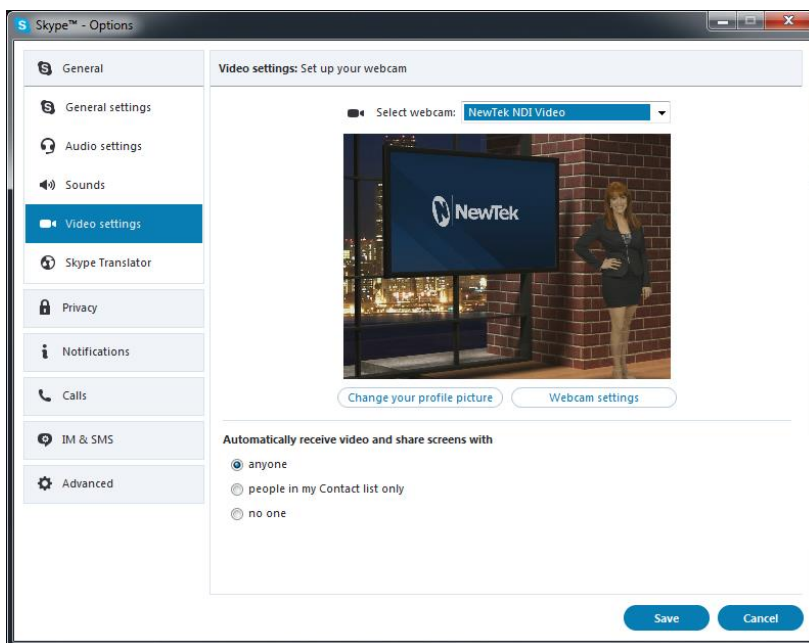 Skype™ - Options
General
General settings
Audio settings
Sounds
Video settings
Skype Translator
Privacy
Notifications
Calls
IM & SMS
Advanced
Video settings: Set up your webcam
Select webcam: NewTek NDI Video
NewTek
Change your profile picture Webcam settings
Automatically receive video and share screens with
anyone
people in my Contact list only
no one
Save Cancel